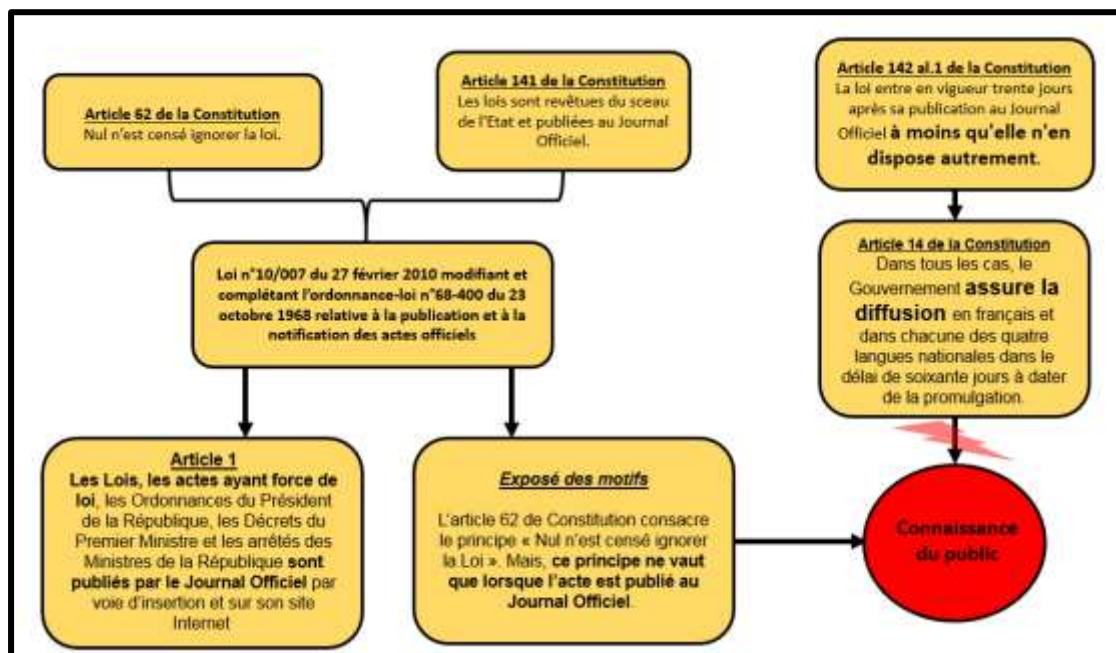 Article 62 de la Constitution
Nul n'est censé ignorer la loi.
Article 141 de la Constitution
Les lois sont revêtues du sceau
de l'Etat et publiées au Journal
Officiel.
Article 142 al.1 de la Constitution
La loi entre en vigueur trente jours
après sa publication au Journal
Officiel à moins qu'elle n'en
dispose autrement.
Loi n°10/007 du 27 février 2010 modifiant et
complétant l'ordonnance-loi n°68-400 du 23
octobre 1968 relative à la publication et à la
notification des actes officiels
Article 14 de la Constitution
Dans tous les cas, le
Gouvernement assure la
diffusion en français et
dans chacune des quatre
langues nationales dans le
délai de soixante jours à dater
de la promulgation.
Article 1
Les Lois, les actes ayant force de
loi, les Ordonnances du Président
de la République, les Décrets du
Premier Ministre et les arrêtés des
Ministres de la République sont
publiés par le Journal Officiel par
voie d'insertion et sur son site
Internet
Exposé des motifs
L'article 62 de Constitution consacre
le principe « Nul n'est censé ignorer
la Loi ». Mais, ce principe ne vaut
que lorsque l'acte est publié au
Journal Officiel.
Connaissance
du public